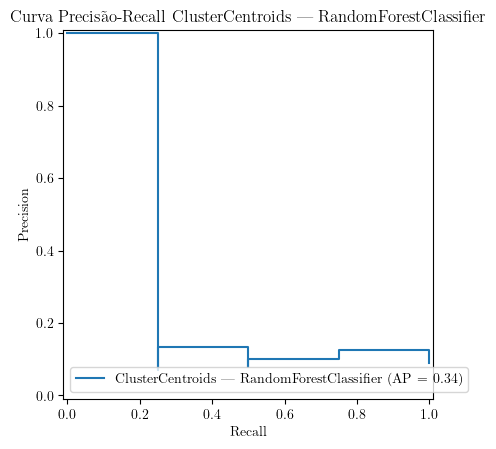 Curva Precisão-Recall ClusterCentroids — RandomForestClassifier
1.0
0.8
0.6
0.4
0.2
0.0
Precision
ClusterCentroids — RandomForestClassifier (AP = 0.34)
0.0 0.2 0.4 0.6 0.8 1.0
Recall